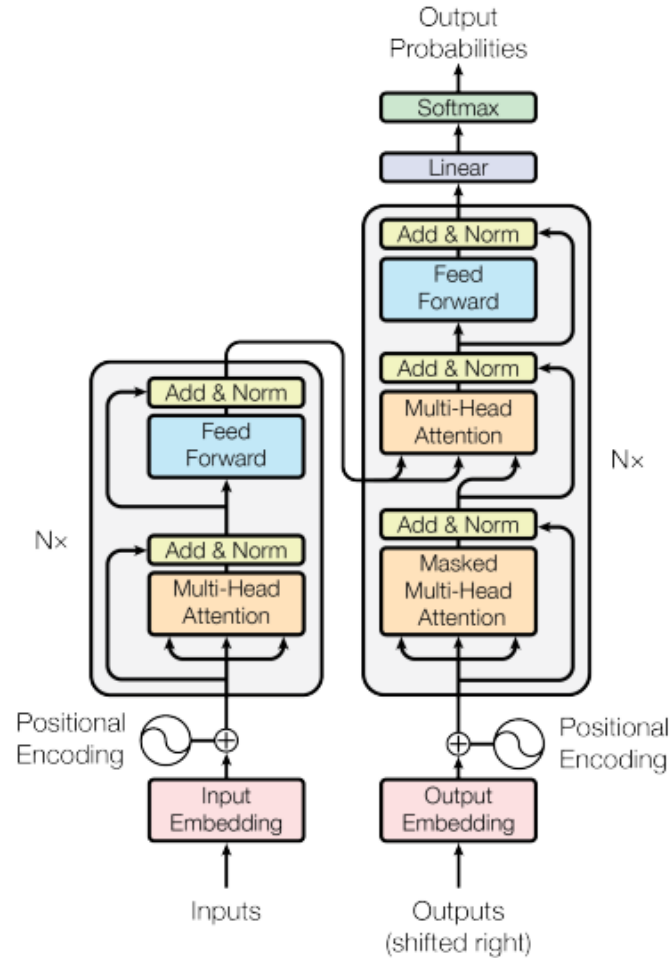 Output
Probabilities
Softmax
Linear
Add & Norm
Feed
Forward
Add & Norm
Multi-Head
Attention
Add & Norm
Masked
Multi-Head
Attention
Nx
Add & Norm
Feed
Forward
Add & Norm
Multi-Head
Attention
Nx
Positional
Encoding
Positional
Encoding
Input
Embedding
Output
Embedding
Inputs
Outputs
(shifted right)